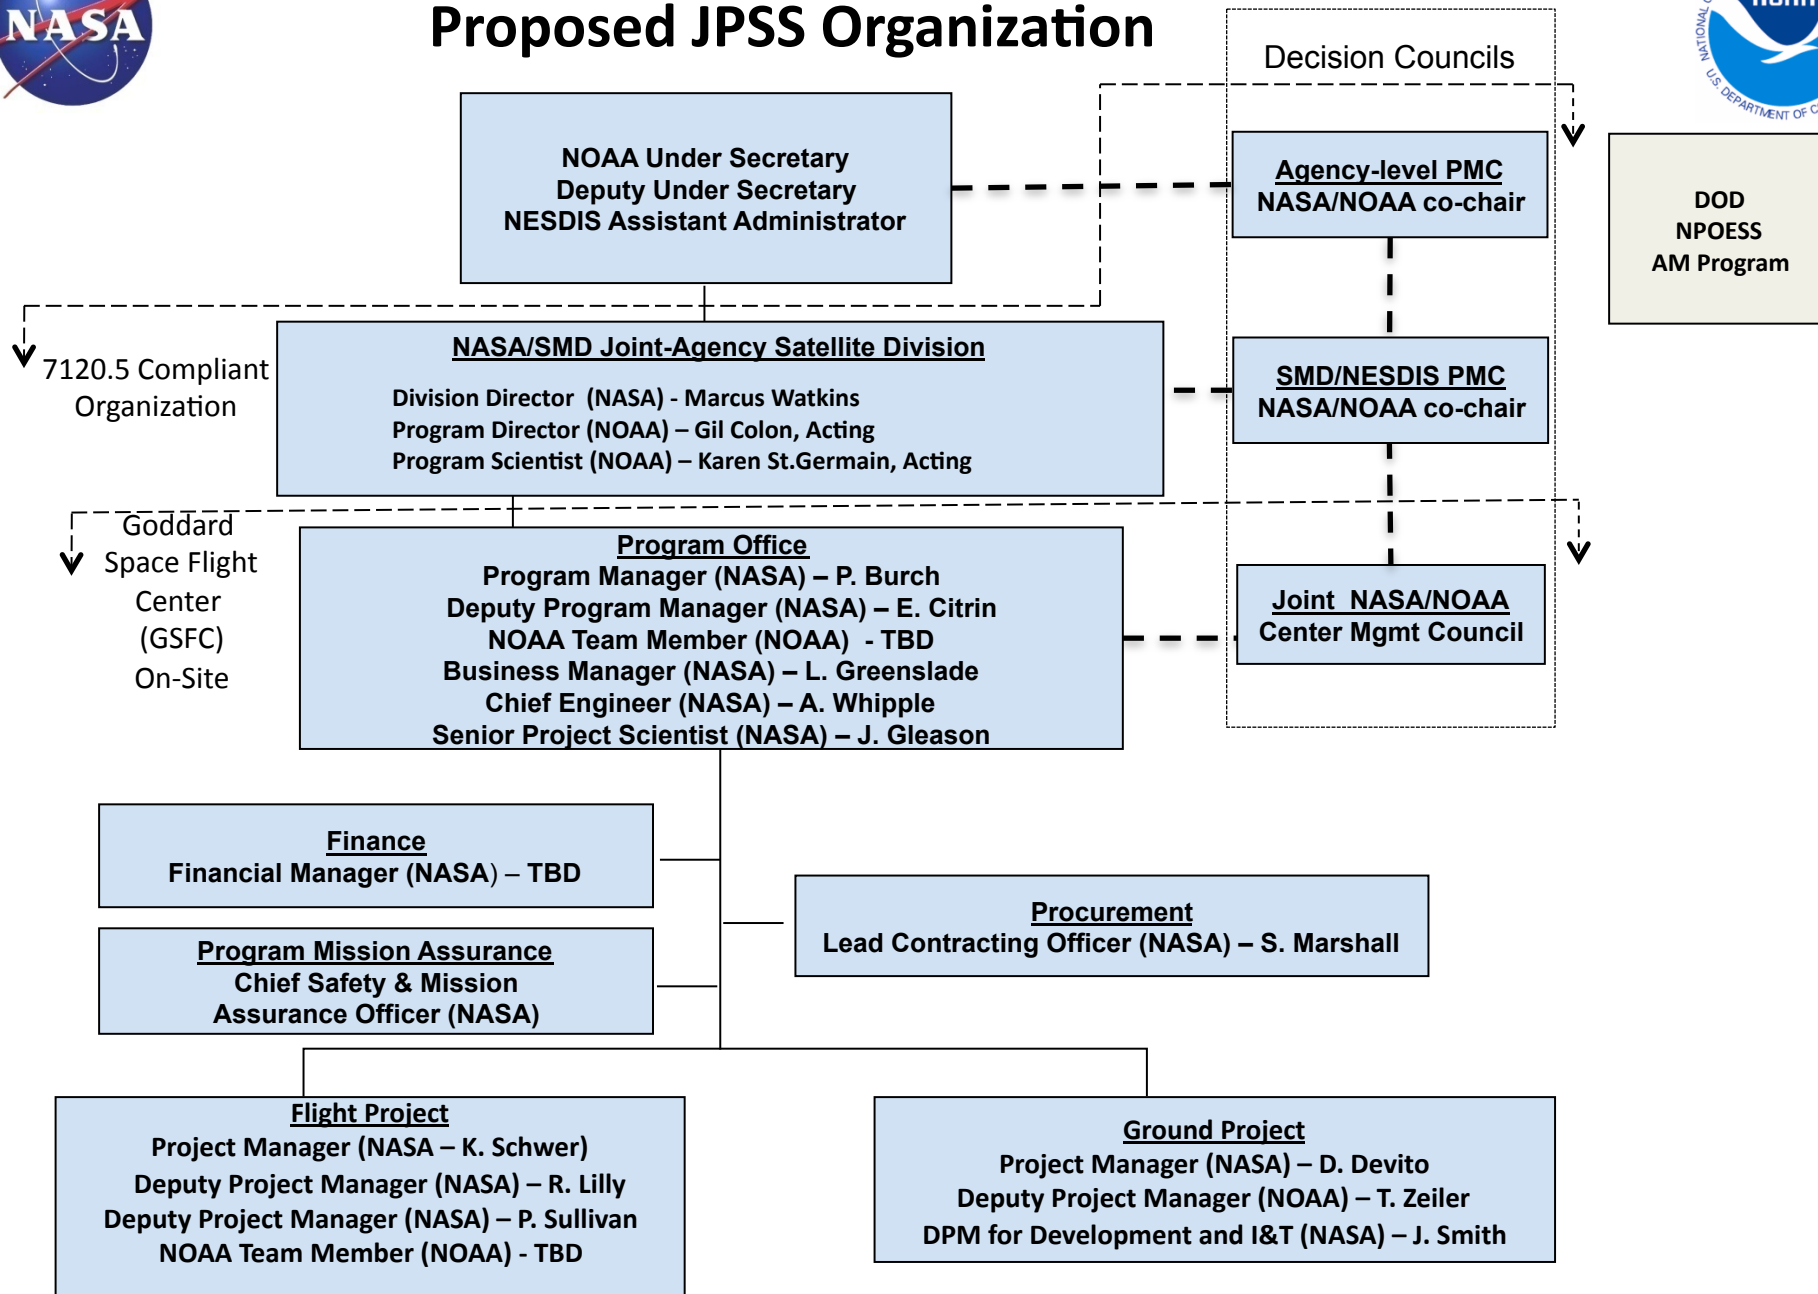 NASA
Proposed JPSS Organization
NATIONAL
U.S. DEPARTMENT OF
Decision Councils
NOAA Under Secretary
Deputy Under Secretary
NESDIS Assistant Administrator
Agency-level PMC
NASA/NOAA co-chair
DOD
NPOESS
AM Program
7120.5 Compliant
Organization
NASA/SMD Joint-Agency Satellite Division
Division Director (NASA) - Marcus Watkins
Program Director (NOAA) – Gil Colon, Acting
Program Scientist (NOAA) – Karen St.Germain, Acting
SMD/NESDIS PMC
NASA/NOAA co-chair
Goddard
Space Flight
Center
(GSFC)
On-Site
Program Office
Program Manager (NASA) – P. Burch
Deputy Program Manager (NASA) – E. Citrin
NOAA Team Member (NOAA) - TBD
Business Manager (NASA) – L. Greenslade
Chief Engineer (NASA) – A. Whipple
Senior Project Scientist (NASA) – J. Gleason
Joint NASA/NOAA
Center Mgmt Council
Finance
Financial Manager (NASA) – TBD
Procurement
Lead Contracting Officer (NASA) – S. Marshall
Program Mission Assurance
Chief Safety & Mission
Assurance Officer (NASA)
Flight Project
Project Manager (NASA – K. Schwer)
Deputy Project Manager (NASA) – R. Lilly
Deputy Project Manager (NASA) – P. Sullivan
NOAA Team Member (NOAA) - TBD
Ground Project
Project Manager (NASA) – D. Devito
Deputy Project Manager (NOAA) – T. Zeiler
DPM for Development and I&T (NASA) – J. Smith